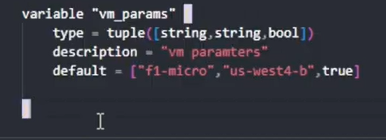 variable "vm_params" {
type = tuple([string,string,bool])
description = "vm paramters"
default = ["f1-micro","us-west4-b",true]
}